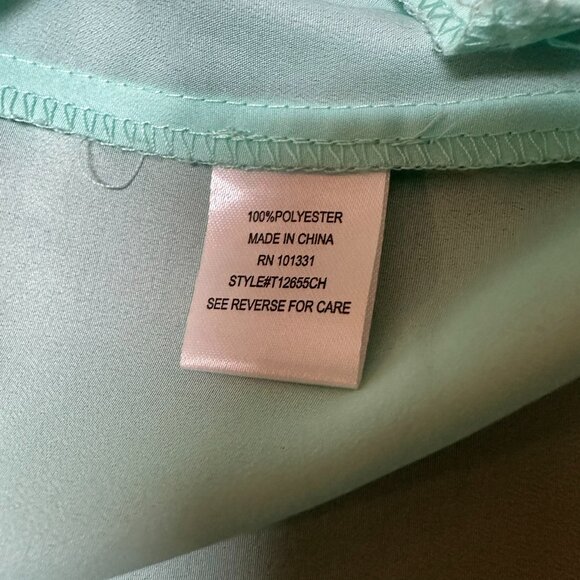 100%POLYESTER
MADE IN CHINA
RN 101331
STYLE#T12655CH
SEE REVERSE FOR CARE